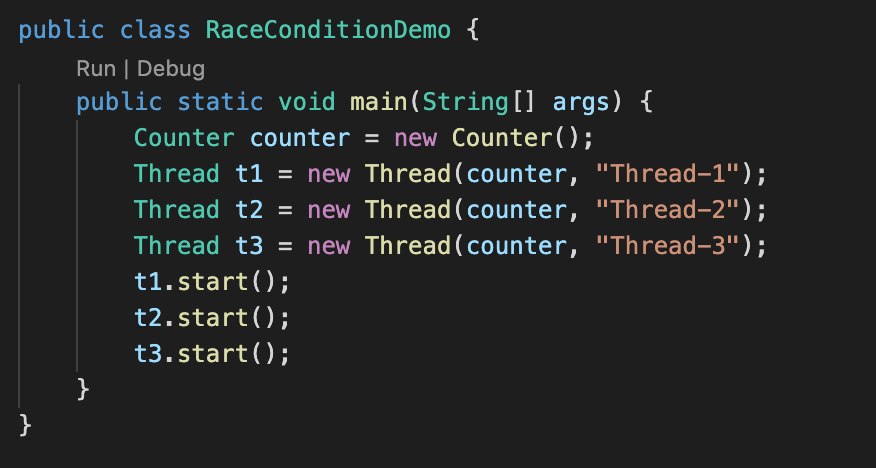 public class RaceConditionDemo {
Run | Debug
public static void main(String[] args) {
Counter counter = new Counter();
Thread t1 = new Thread(counter, "Thread-1");
Thread t2 = new Thread(counter, "Thread-2");
Thread t3 = new Thread(counter, "Thread-3");
t1.start();
t2.start();
t3.start();
}
}